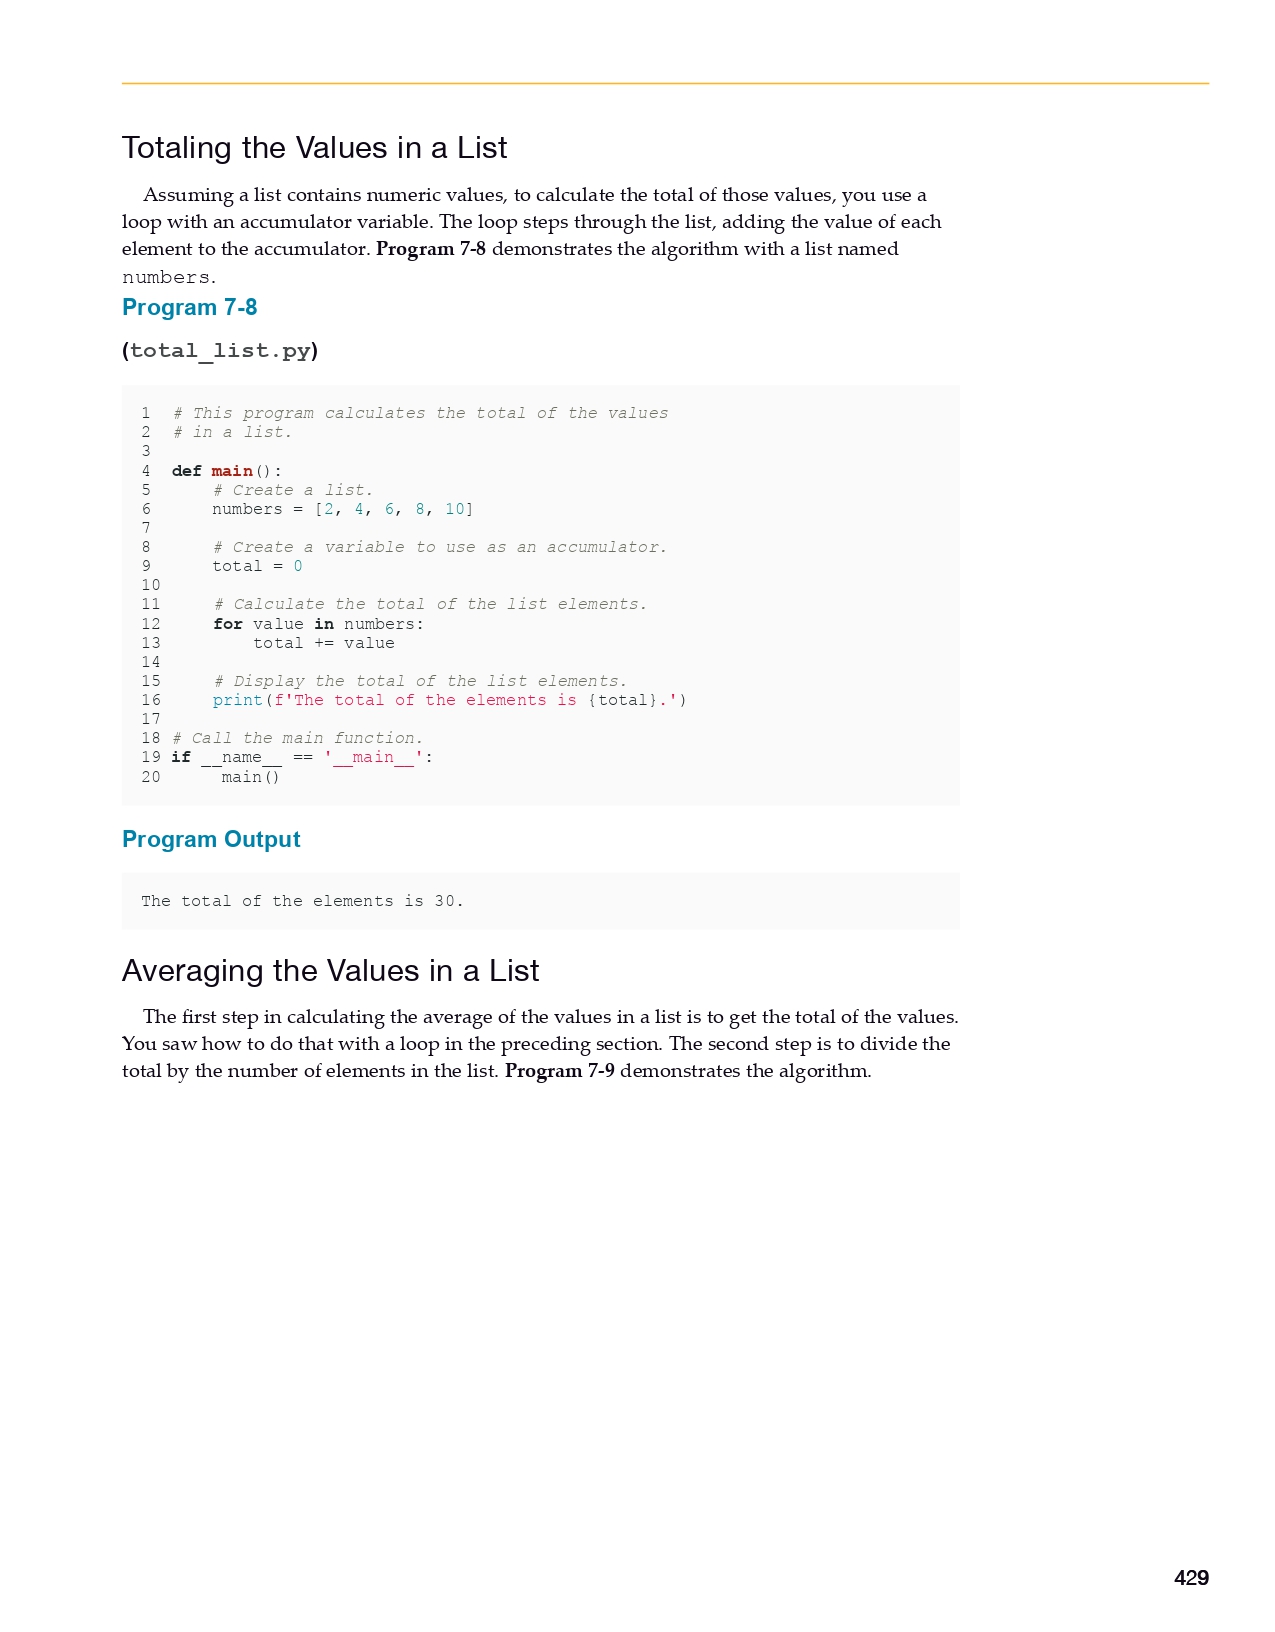 Totaling the Values in a List
Assuming a list contains numeric values, to calculate the total of those values, you use a
loop with an accumulator variable. The loop steps through the list, adding the value of each
element to the accumulator. Program 7-8 demonstrates the algorithm with a list named
numbers.
Program 7-8
(total_list.py)
1  # This program calculates the total of the values
2  # in a list.
3
4  def main():
5      # Create a list.
6      numbers = [2, 4, 6, 8, 10]
7
8      # Create a variable to use as an accumulator.
9      total = 0
10
11     # Calculate the total of the list elements.
12     for value in numbers:
13         total += value
14
15     # Display the total of the list elements.
16     print(f'The total of the elements is {total}.')
17
18 # Call the main function.
19 if __name__ == '__main__':
20      main()
Program Output
The total of the elements is 30.
Averaging the Values in a List
The first step in calculating the average of the values in a list is to get the total of the values.
You saw how to do that with a loop in the preceding section. The second step is to divide the
total by the number of elements in the list. Program 7-9 demonstrates the algorithm.
429